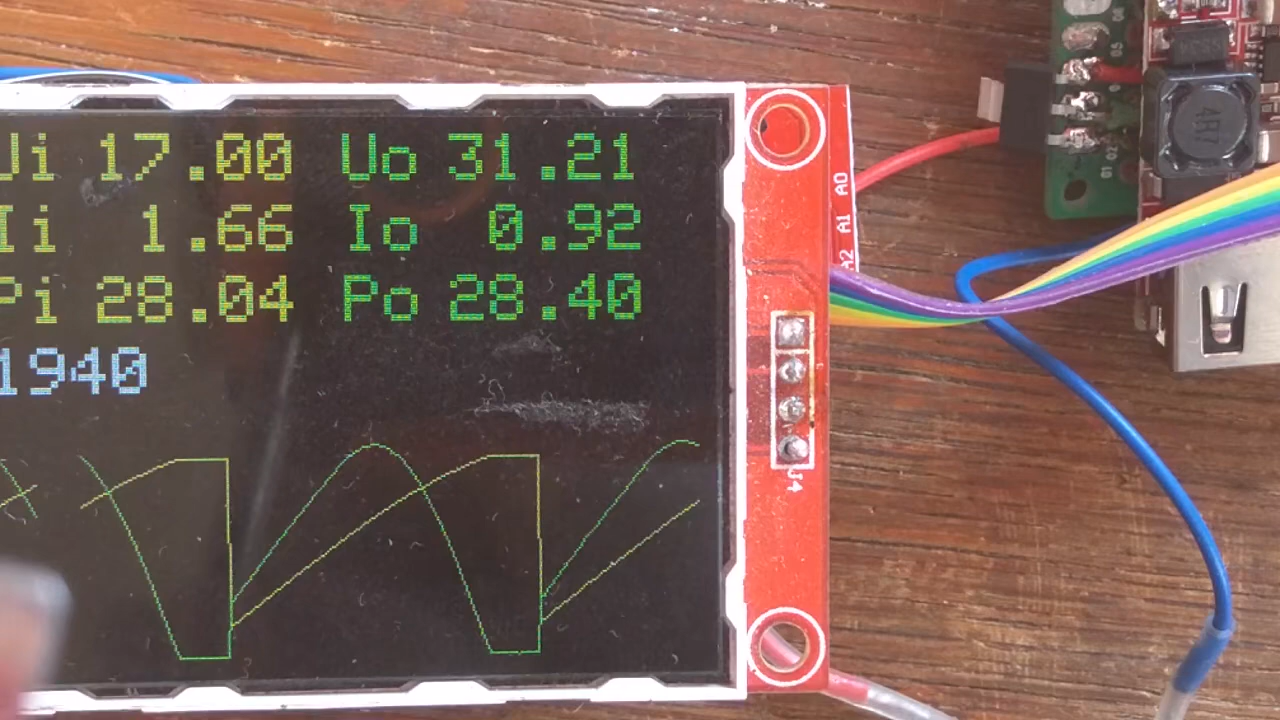 Ui 17.00 Uo 31.21
Ii 1.66 Io 0.92
Pi 28.04 Po 28.40
1940
A0
A1
A2
J4
4R7